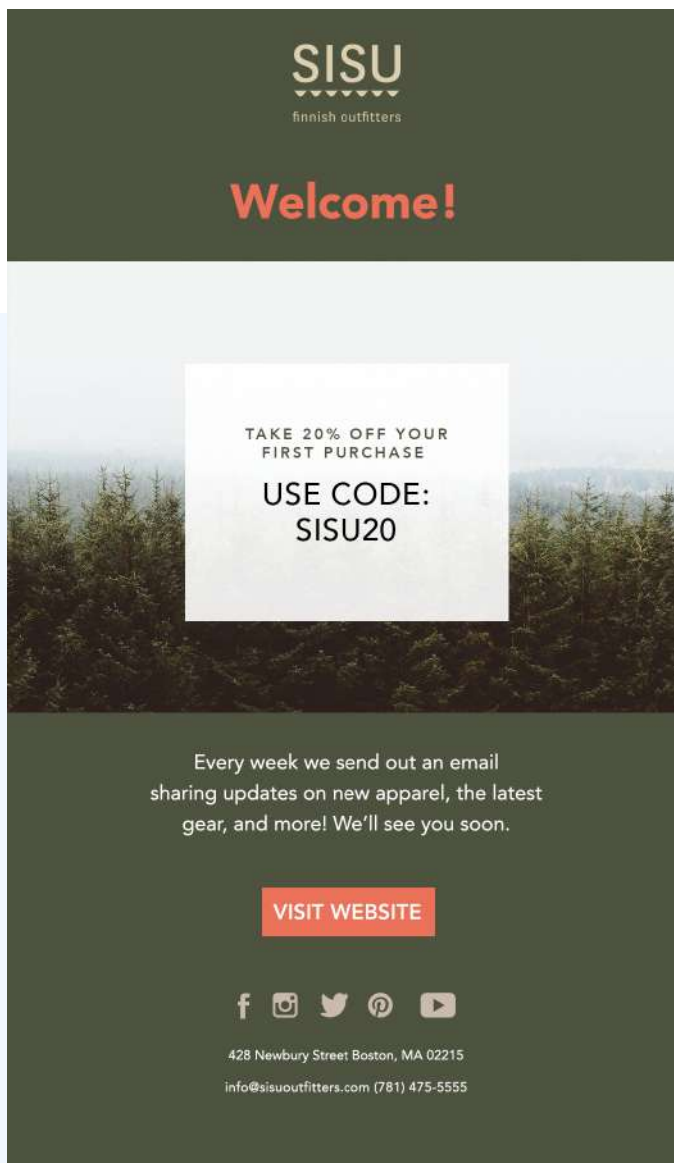 SISU
finnish outfitters
Welcome!
TAKE 20% OFF YOUR
FIRST PURCHASE
USE CODE:
SISU20
Every week we send out an email
sharing updates on new apparel, the latest
gear, and more! We'll see you soon.
VISIT WEBSITE
428 Newbury Street Boston, MA 02215
info@sisuoutfitters.com (781) 475-5555